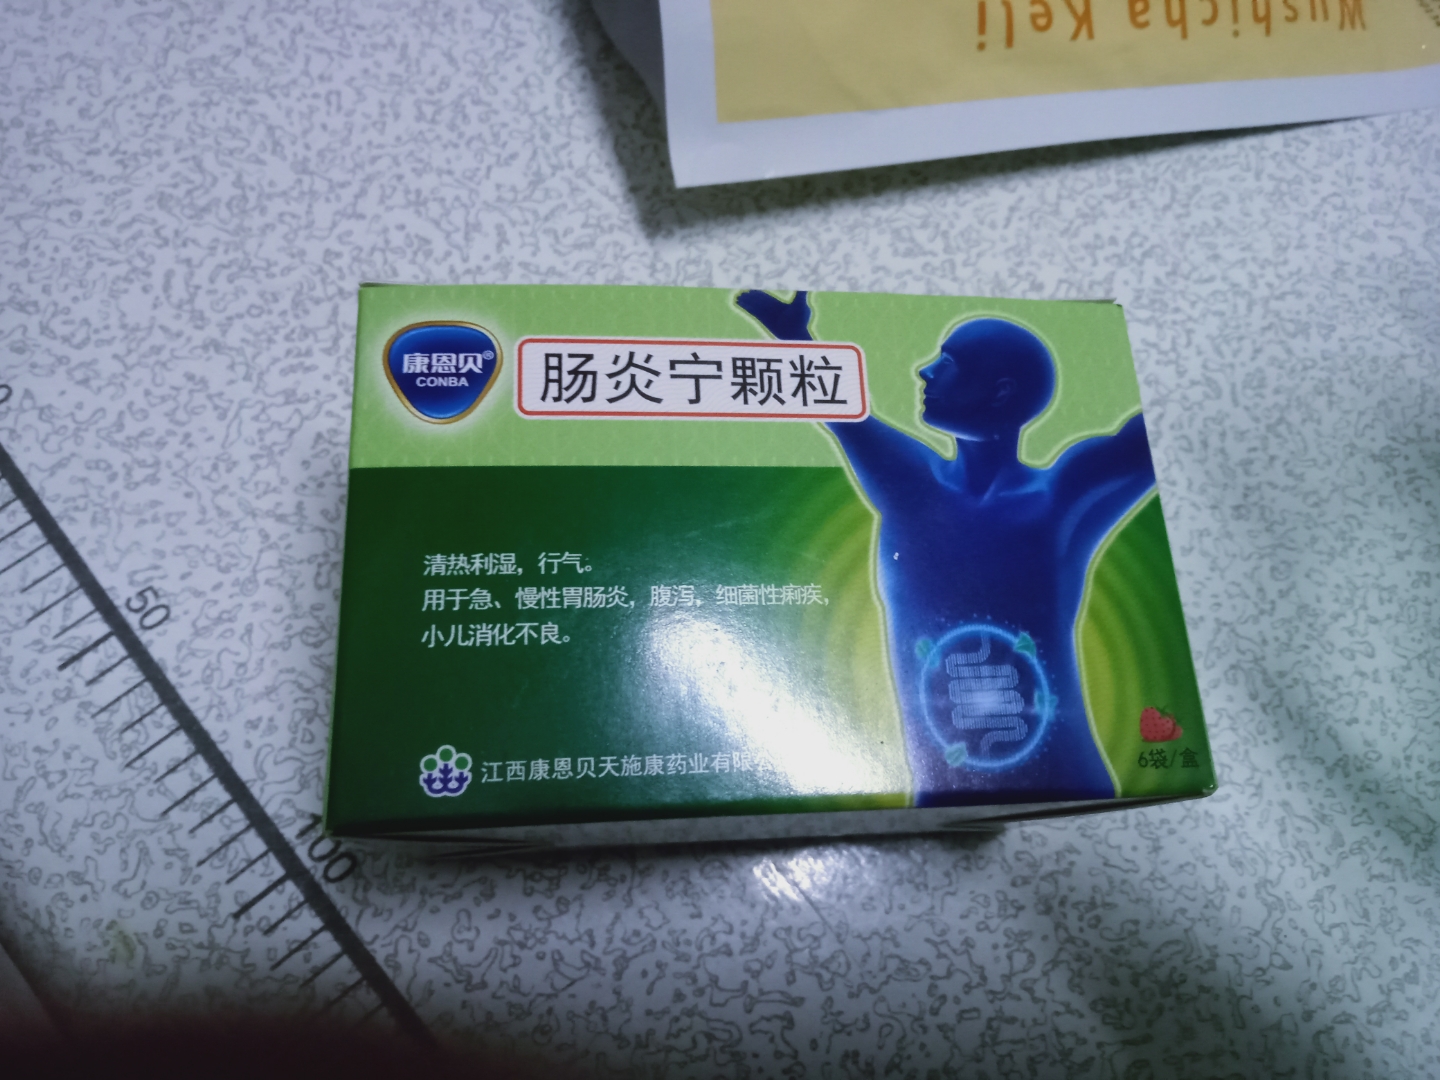 Wushicha Keli
康恩贝®
CONBA
肠炎宁颗粒
清热利湿，行气。
用于急、慢性胃肠炎，腹泻，细菌性痢疾，
小儿消化不良。
江西康恩贝天施康药业有限
6袋/盒
50
100